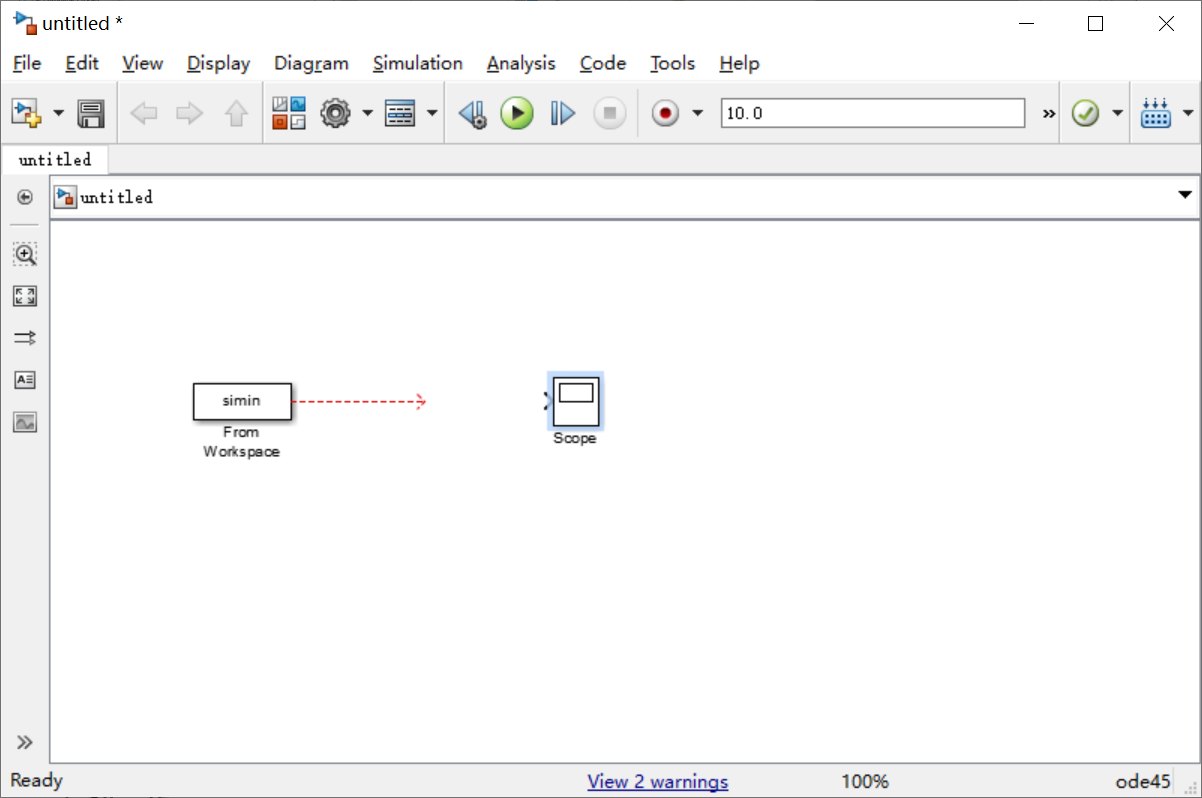 untitled *
File Edit View Display Diagram Simulation Analysis Code Tools Help
10.0
untitled
untitled
simin
From
Workspace
Scope
Ready View 2 warnings 100% ode45